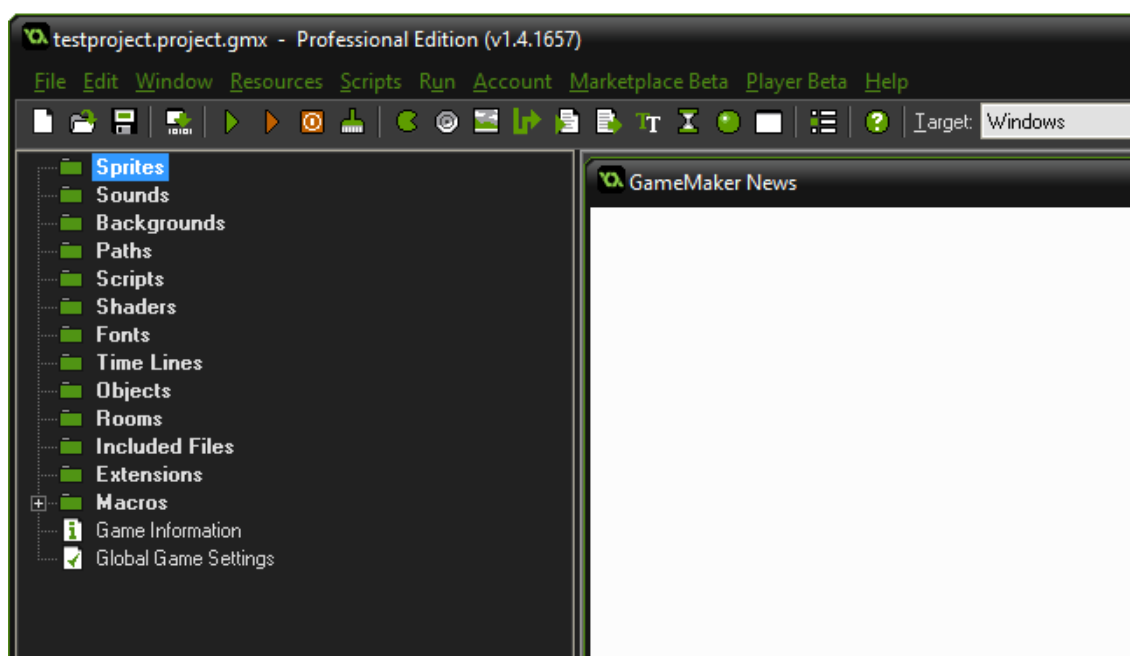 testproject.project.gmx - Professional Edition (v1.4.1657)
File Edit Window Resources Scripts Run Account Marketplace Beta Player Beta Help
Target: Windows
Sprites
Sounds
Backgrounds
Paths
Scripts
Shaders
Fonts
Time Lines
Objects
Rooms
Included Files
Extensions
Macros
Game Information
Global Game Settings
GameMaker News